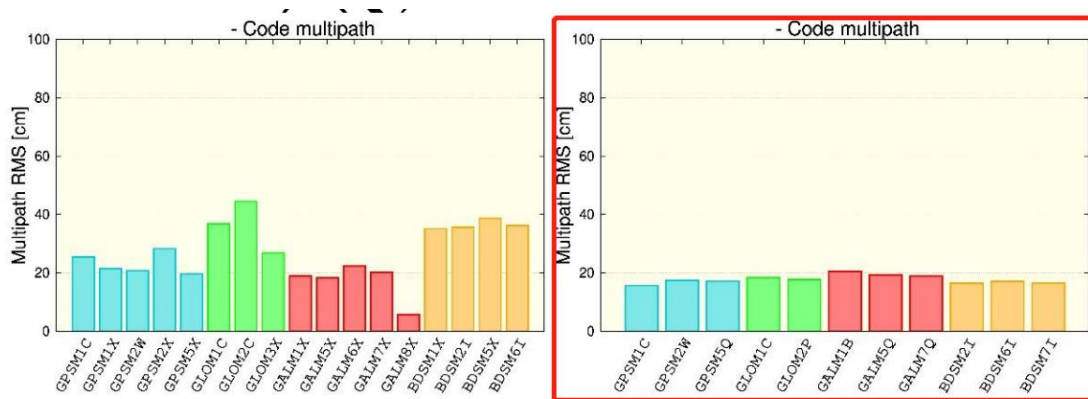 - Code multipath
Multipath RMS [cm]
100
80
60
40
20
0
GPSM1C
GPSM1X
GPSM2W
GPSM2X
GPSM5X
GLOM1C
GLOM2C
GLOM3X
GALM1X
GALM5X
GALM6X
GALM7X
GALM8X
BDSM1X
BDSM2I
BDSM5X
BDSM6I
- Code multipath
Multipath RMS [cm]
100
80
60
40
20
0
GPSM1C
GPSM2W
GPSM5Q
GLOM1C
GLOM2P
GALM1B
GALM5Q
GALM7Q
BDSM2I
BDSM6I
BDSM7I